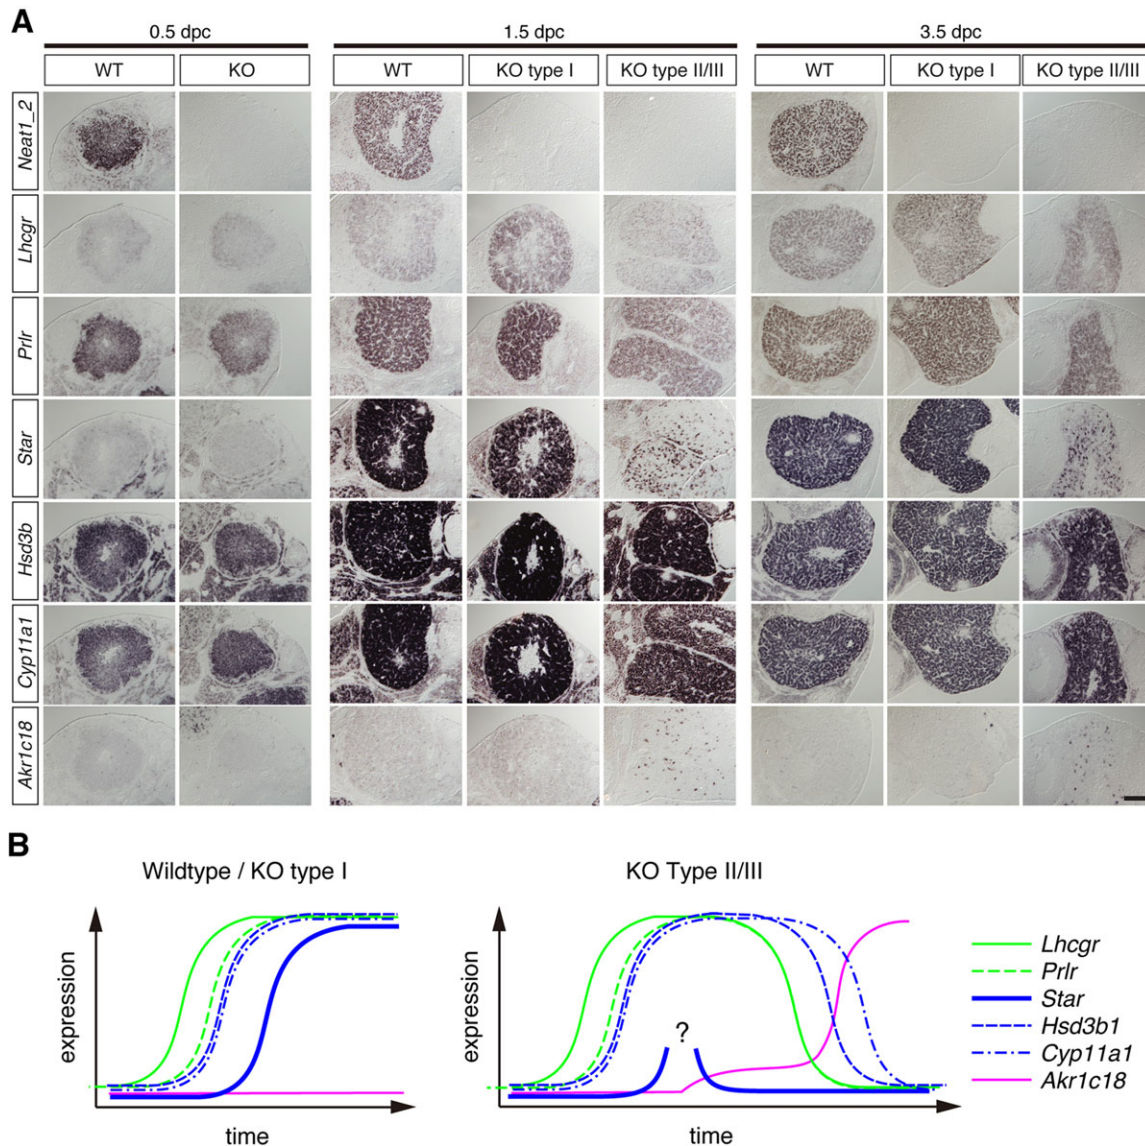 A
0.5 dpc
1.5 dpc
3.5 dpc
WT
KO
WT
KO type I
KO type II/III
WT
KO type I
KO type II/III
Neat1_2
Lhcgr
Prlr
Star
Hsd3b
Cyp11a1
Akr1c18
B
Wildtype / KO type I
KO Type II/III
expression
time
expression
?
time
Lhcgr
Prlr
Star
Hsd3b1
Cyp11a1
Akr1c18